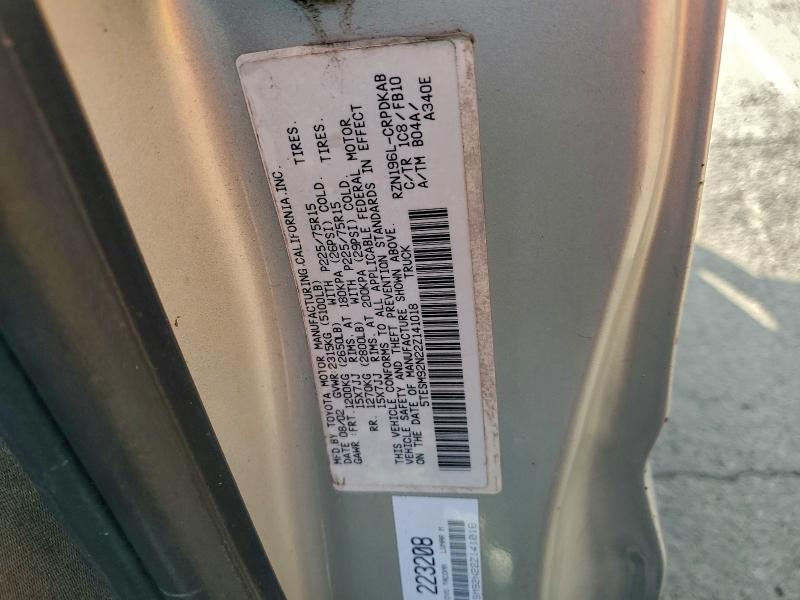 MFD BY TOYOTA MOTOR MANUFACTURING, CALIFORNIA, INC.
DATE 08/02 GVWR 2315KG (5100LB)
GAWR FRT 1200KG (2650LB) WITH P225/75R15 TIRES.
15X7JJ RIMS. AT 180KPA (26PSI) COLD.
RR. 1270KG (2800LB) WITH P225/75R15 TIRES.
15X7JJ RIMS. AT 200KPA (29PSI) COLD.
THIS VEHICLE CONFORMS TO ALL APPLICABLE FEDERAL MOTOR
VEHICLE SAFETY AND THEFT PREVENTION STANDARDS IN EFFECT
ON THE DATE OF MANUFACTURE SHOWN ABOVE.
5TESM92N22Z141018 TRUCK
RZN196L-CRPDKAB
C/TR 1C8/FB10
A/TM B04A/
A340E
223208
TACOMA
5TESM92N22Z141018